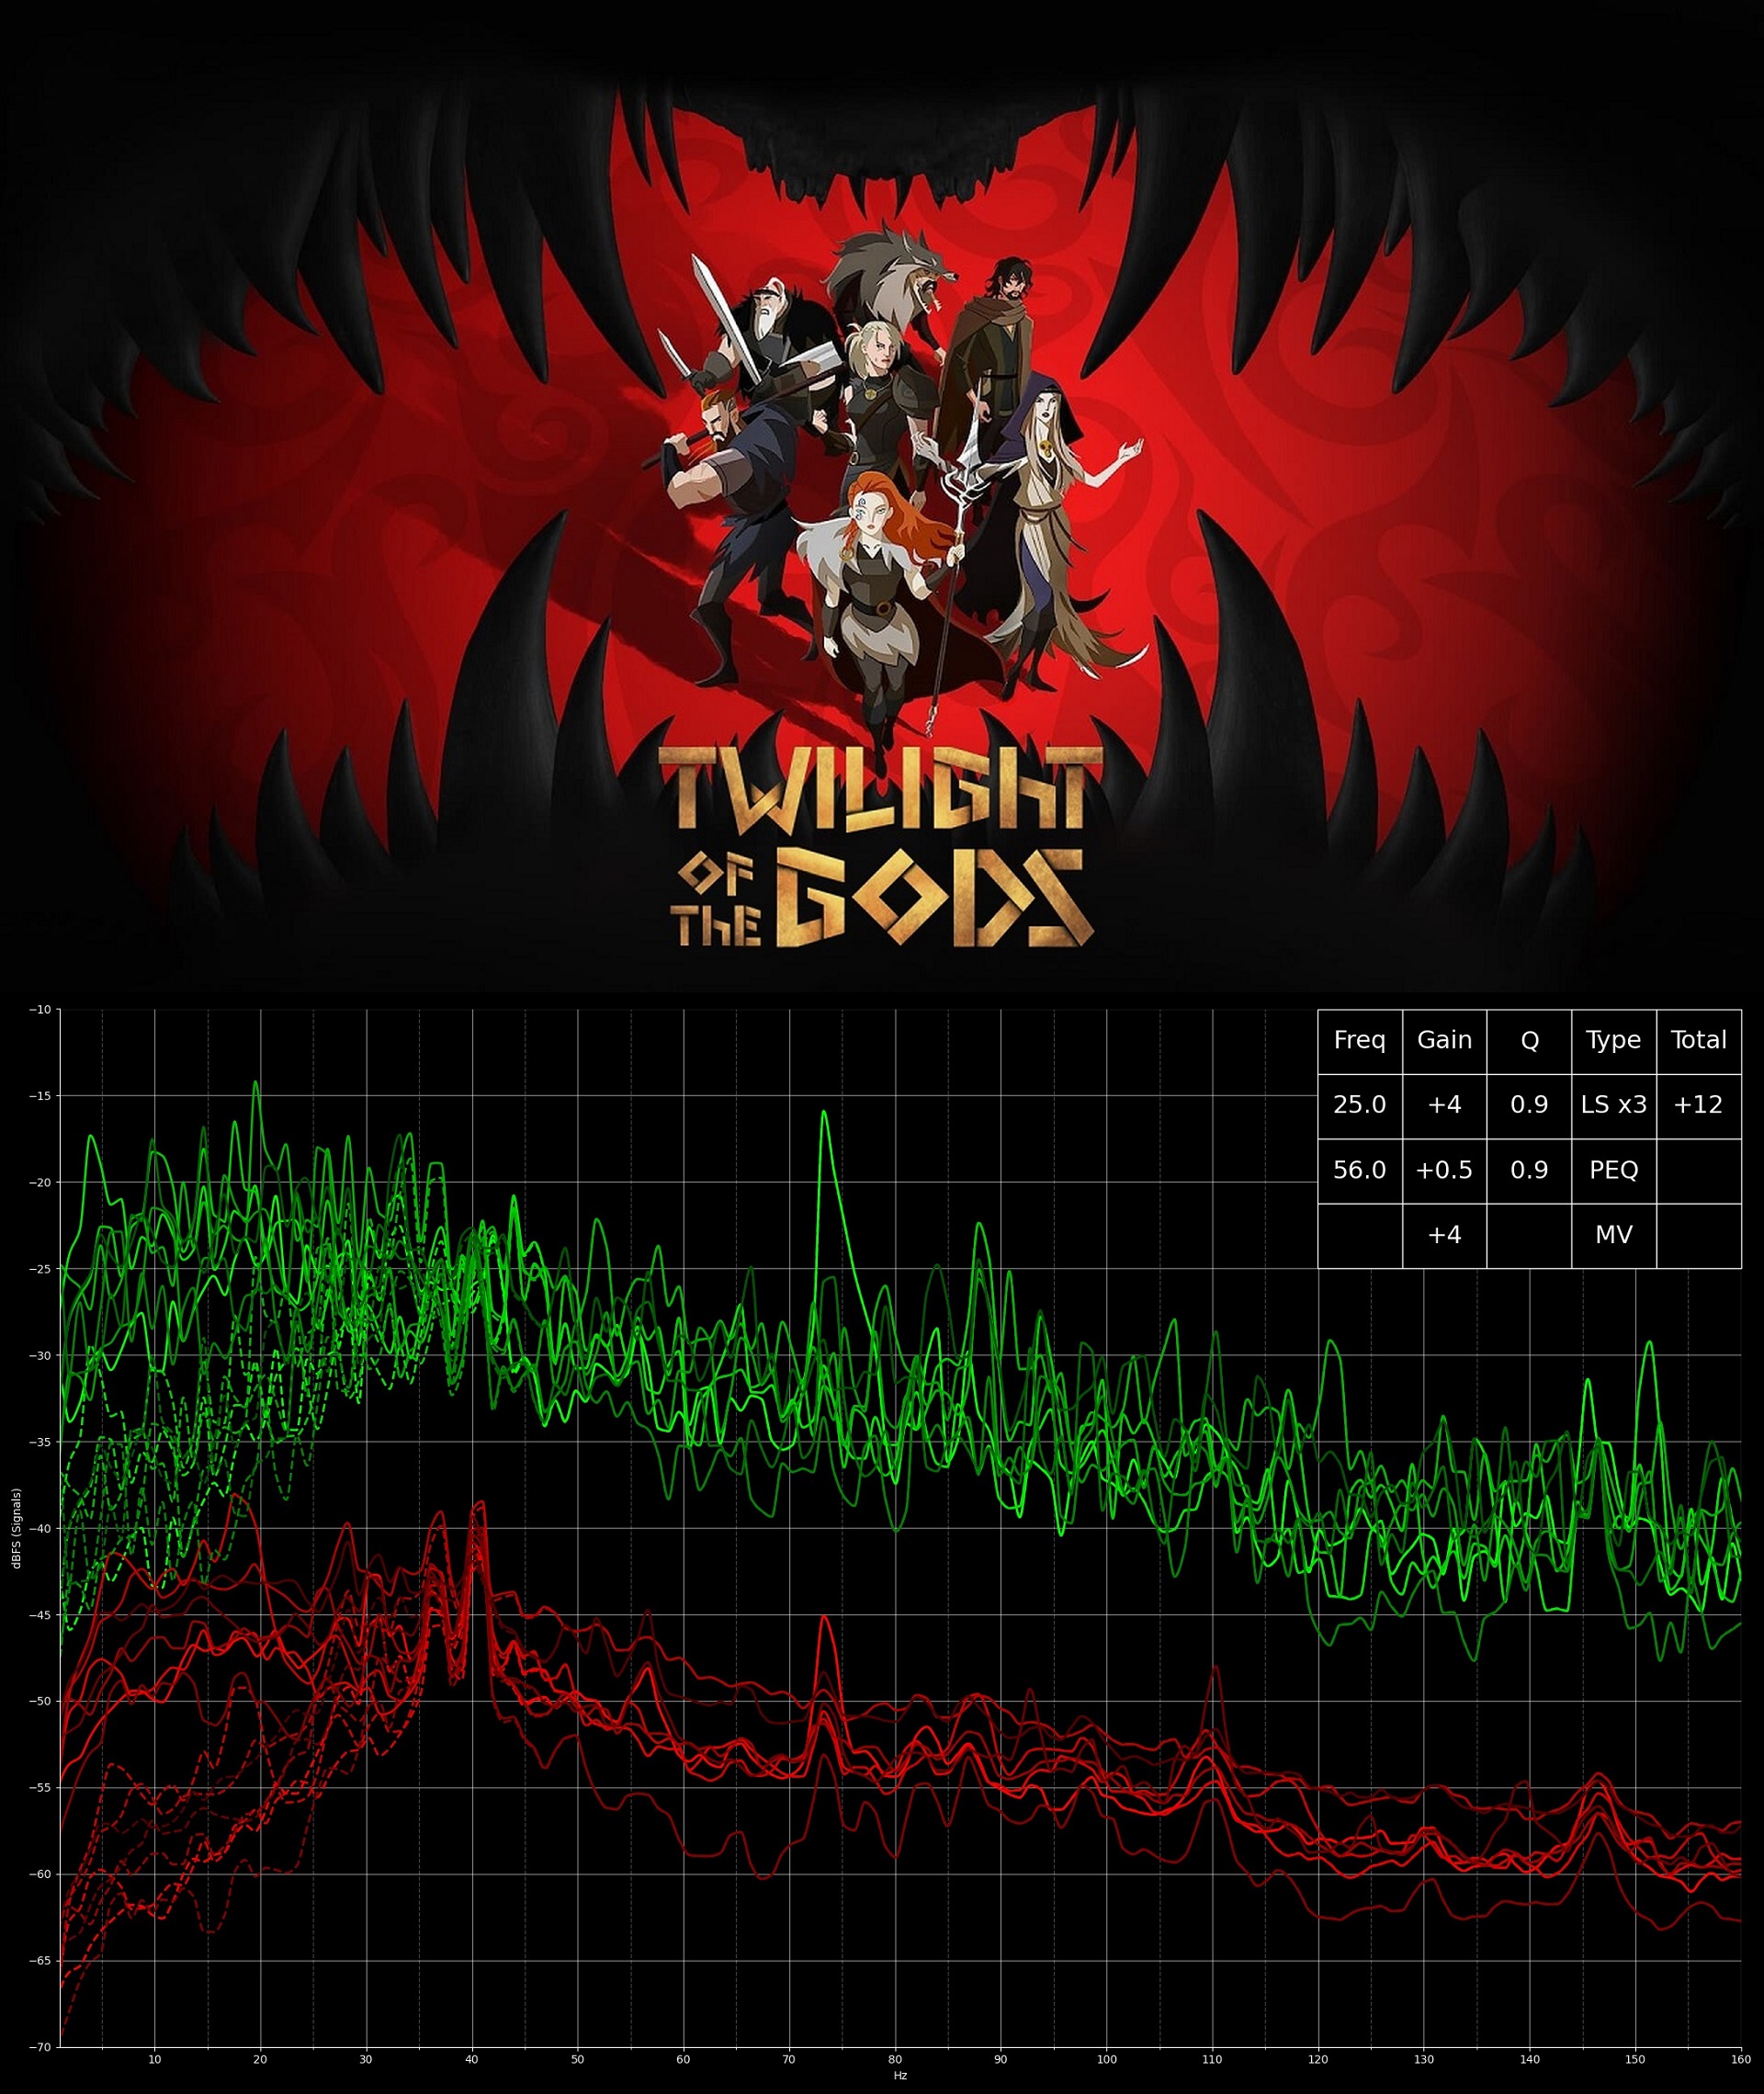 TWILIGhT
OF
ThE
GODS
Freq Gain Q Type Total
25.0 +4 0.9 LS x3 +12
56.0 +0.5 0.9 PEQ
+4 MV
−10
−15
−20
−25
−30
−35
−40
−45
−50
−55
−60
−65
−70
dBFS (Signals)
10 20 30 40 50 60 70 80 90 100 110 120 130 140 150 160
Hz